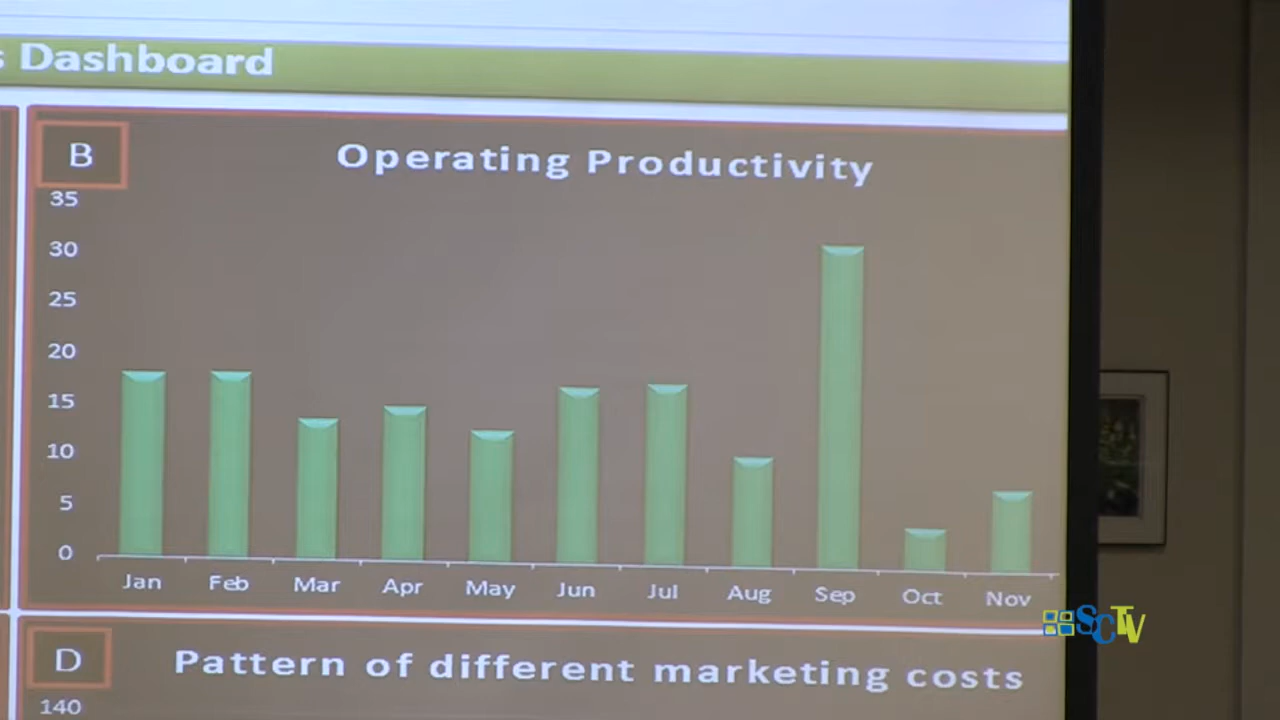 s Dashboard
B
Operating Productivity
35
30
25
20
15
10
5
0
Jan Feb Mar Apr May Jun Jul Aug Sep Oct Nov
SCTV
D
Pattern of different marketing costs
140